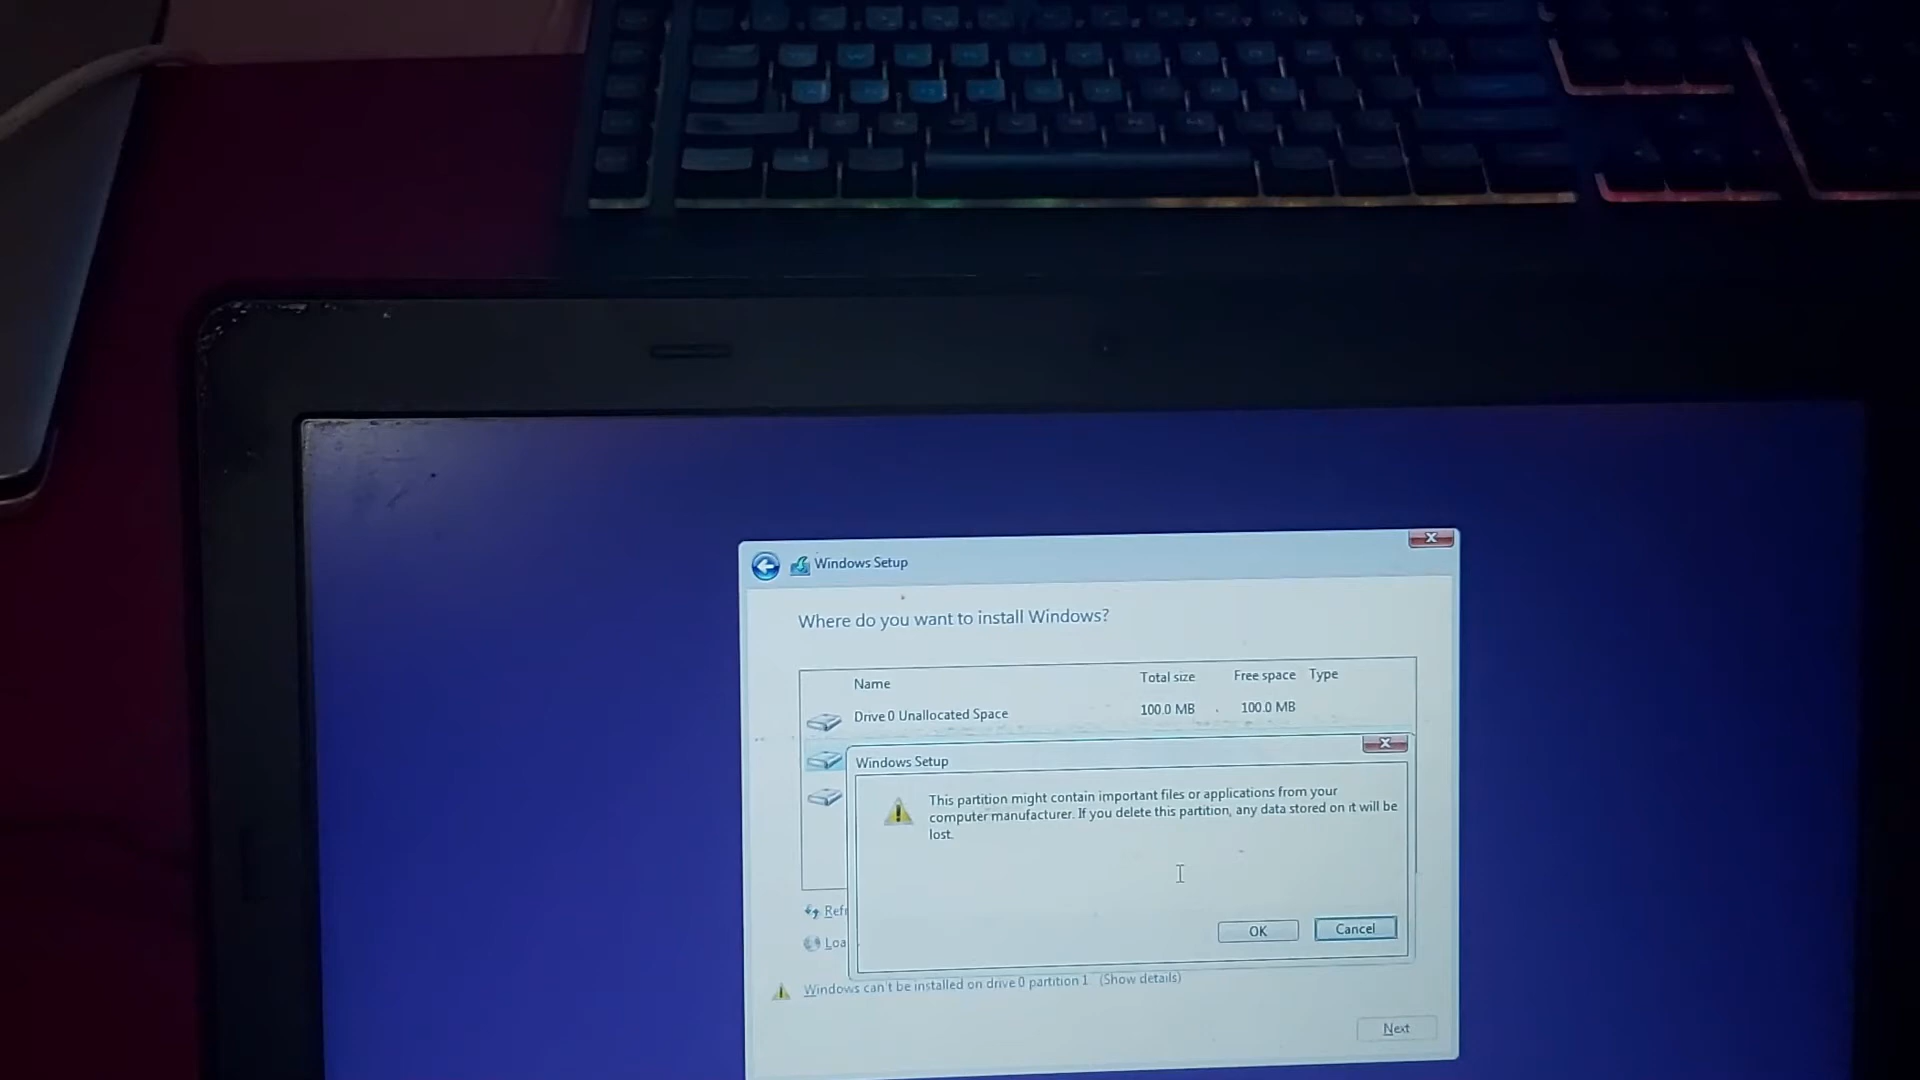 Windows Setup
Where do you want to install Windows?
Name Total size Free space Type
Drive 0 Unallocated Space 100.0 MB 100.0 MB
Windows Setup
This partition might contain important files or applications from your
computer manufacturer. If you delete this partition, any data stored on it will be
lost.
Refr
OK Cancel
Loa
Windows can't be installed on drive 0 partition 1. (Show details)
Next